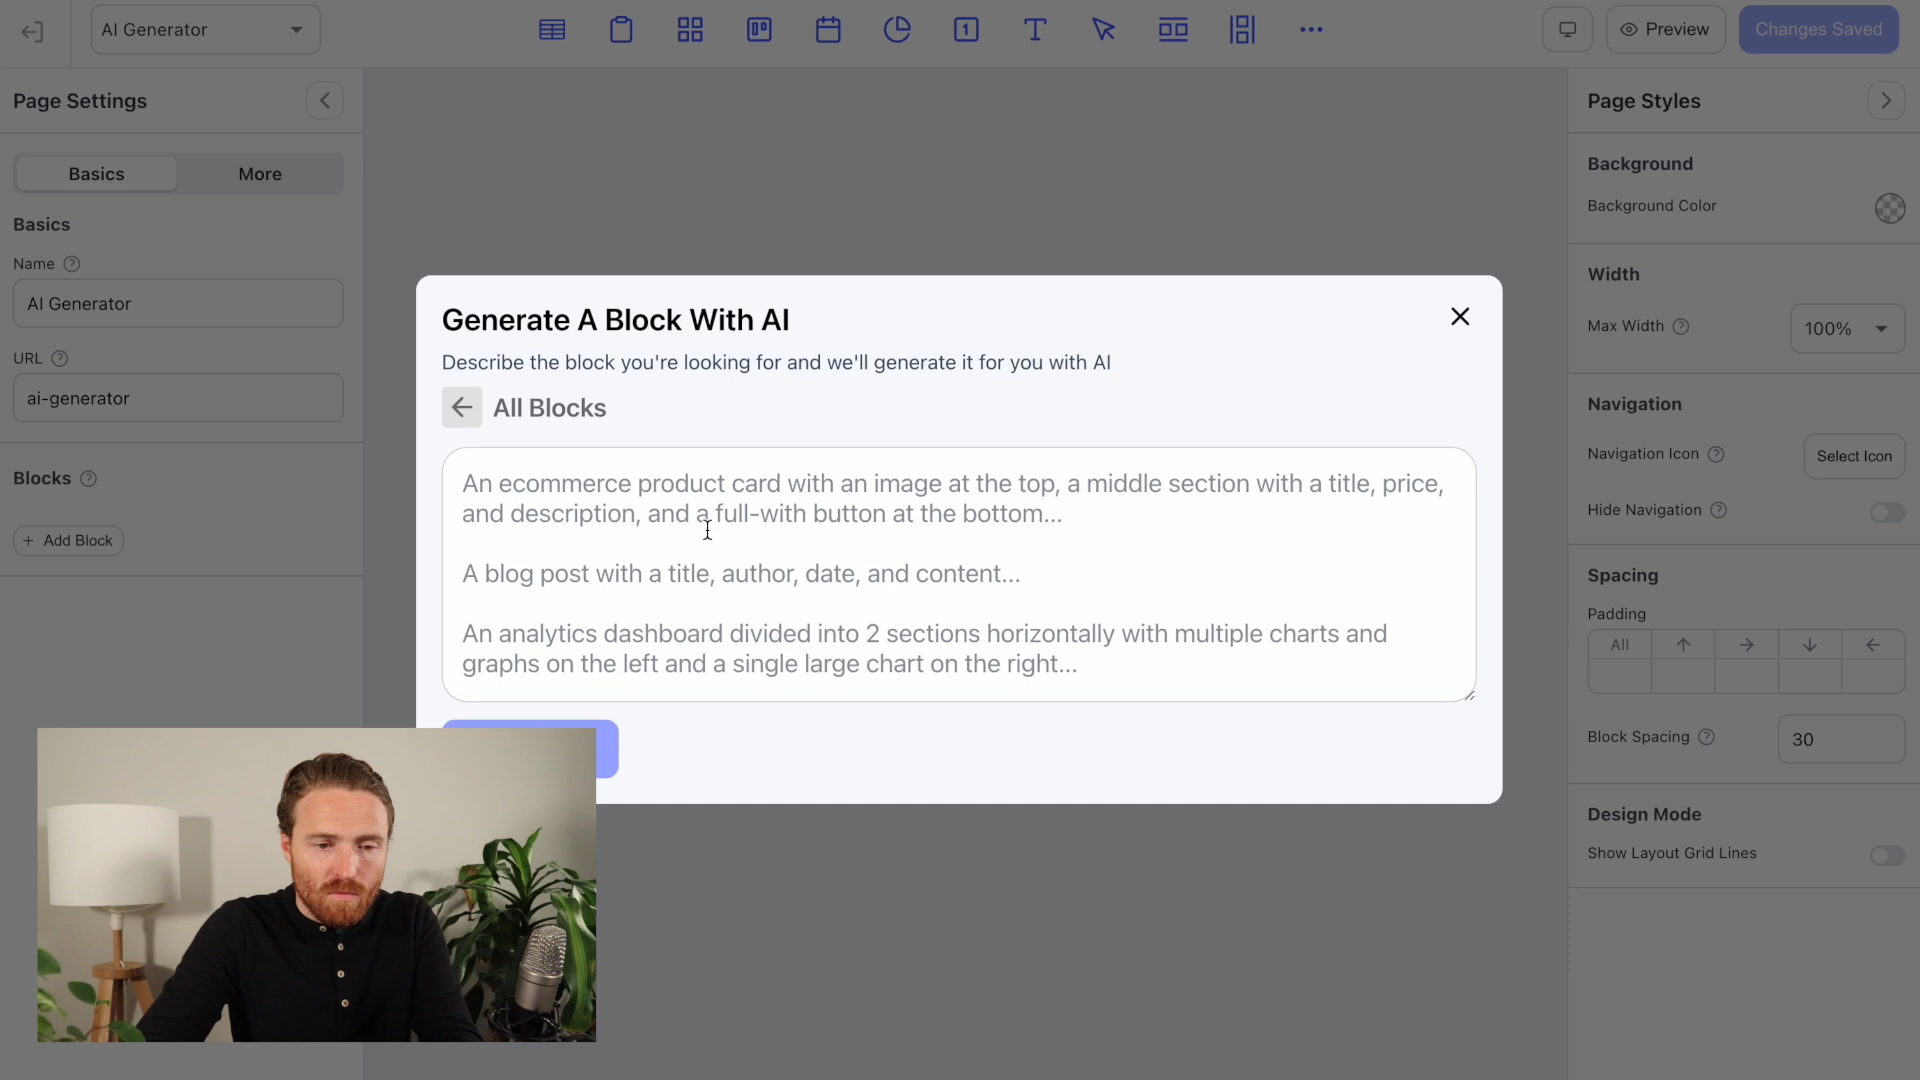 AI Generator
1
Preview
Changes Saved
Page Settings
Basics
More
Basics
Name
AI Generator
URL
ai-generator
Blocks
+ Add Block
Generate A Block With AI
Describe the block you're looking for and we'll generate it for you with AI
All Blocks
An ecommerce product card with an image at the top, a middle section with a title, price,
and description, and a full-with button at the bottom...
A blog post with a title, author, date, and content...
An analytics dashboard divided into 2 sections horizontally with multiple charts and
graphs on the left and a single large chart on the right...
Page Styles
Background
Background Color
Width
Max Width
100%
Navigation
Navigation Icon
Select Icon
Hide Navigation
Spacing
Padding
All
Block Spacing
30
Design Mode
Show Layout Grid Lines